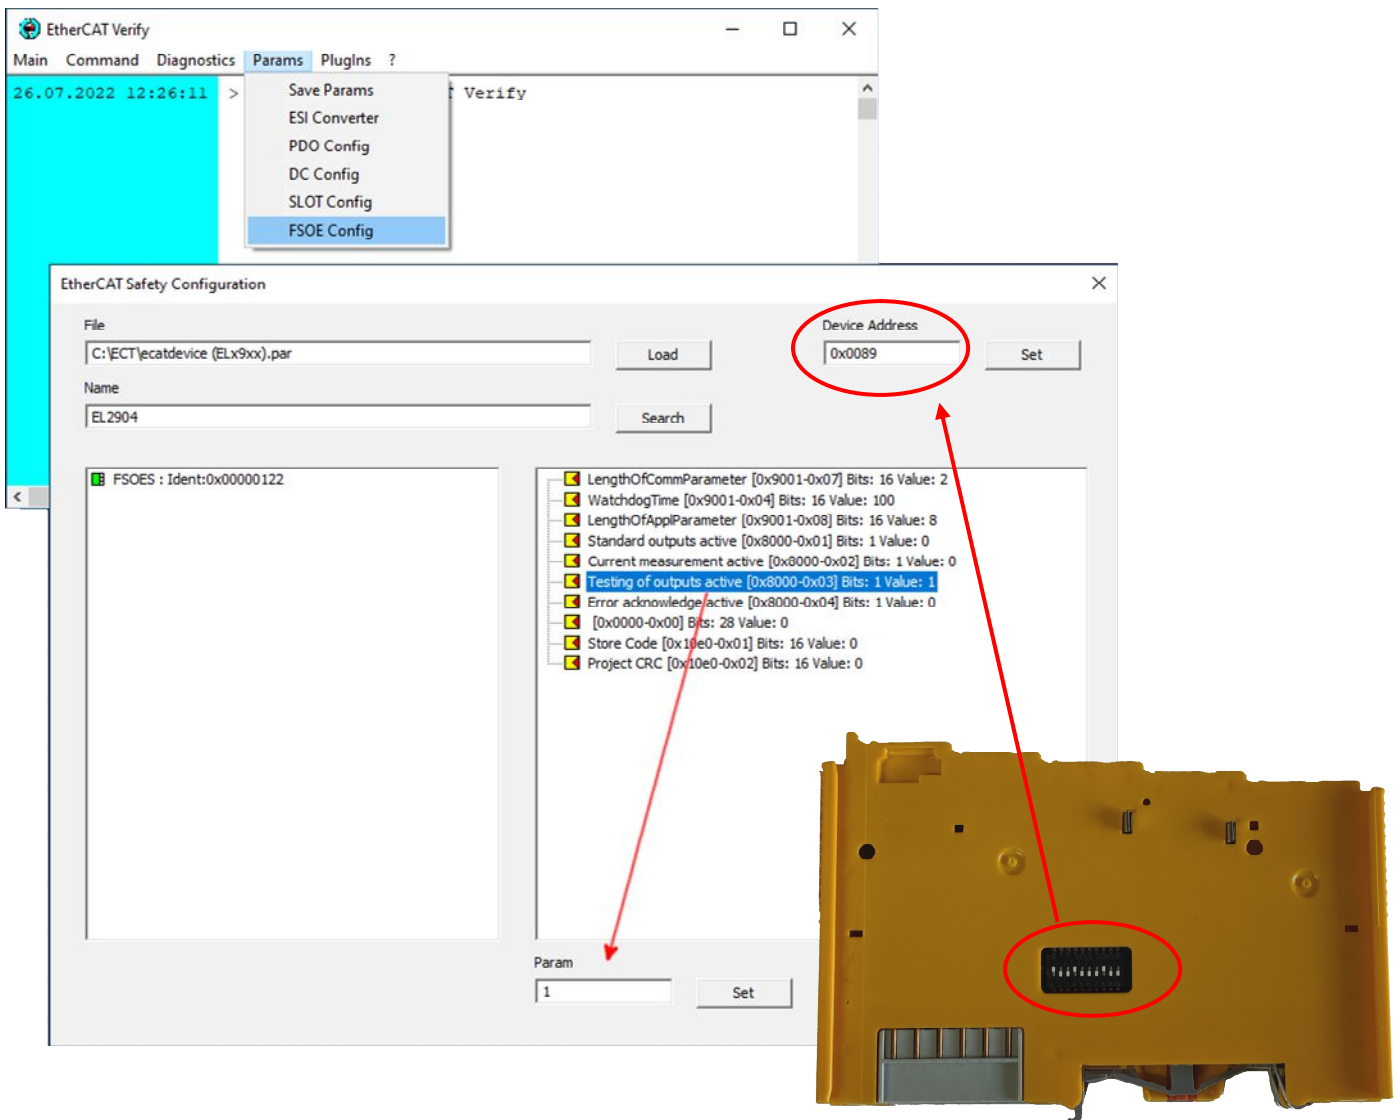 EtherCAT Verify
Main Command Diagnostics Params PlugIns ?
26.07.2022 12:26:11 > T Verify
Save Params
ESI Converter
PDO Config
DC Config
SLOT Config
FSOE Config
EtherCAT Safety Configuration
File
Device Address
C:\ECT\ecatdevice (ELx9xx).par
Load
0x0089
Set
Name
EL2904
Search
FSOES : Ident:0x00000122
LengthOfCommParameter [0x9001-0x07] Bits: 16 Value: 2
WatchdogTime [0x9001-0x04] Bits: 16 Value: 100
LengthOfApplParameter [0x9001-0x08] Bits: 16 Value: 8
Standard outputs active [0x8000-0x01] Bits: 1 Value: 0
Current measurement active [0x8000-0x02] Bits: 1 Value: 0
Testing of outputs active [0x8000-0x03] Bits: 1 Value: 1
Error acknowledge active [0x8000-0x04] Bits: 1 Value: 0
[0x0000-0x00] Bits: 28 Value: 0
Store Code [0x10e0-0x01] Bits: 16 Value: 0
Project CRC [0x10e0-0x02] Bits: 16 Value: 0
Param
1
Set